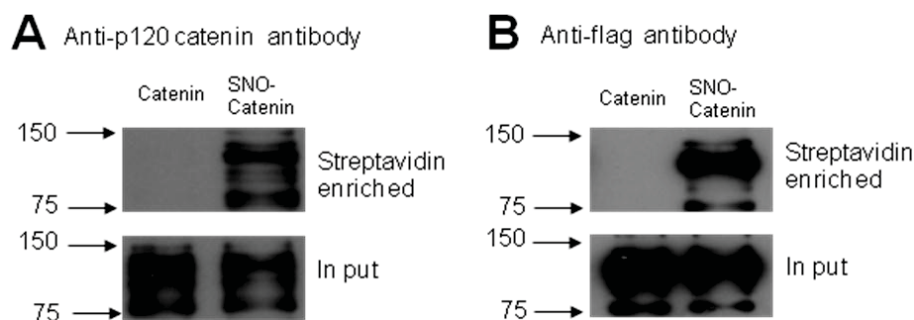 A Anti-p120 catenin antibody
Catenin
SNO-
Catenin
150
75
Streptavidin
enriched
150
75
In put
B Anti-flag antibody
Catenin
SNO-
Catenin
150
75
Streptavidin
enriched
150
75
In put